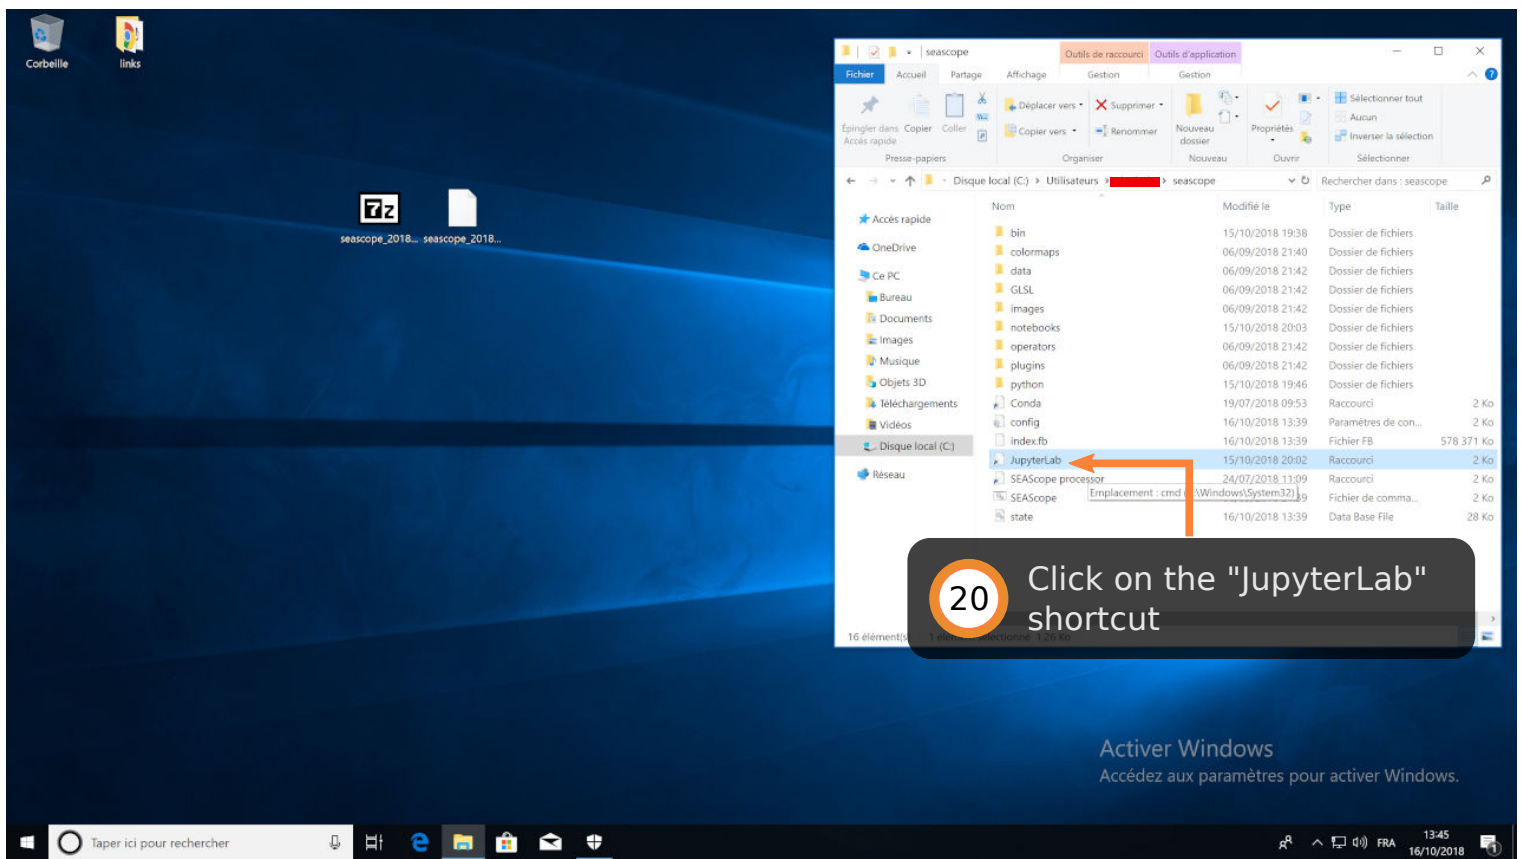 Corbeille
links
seascope_2018...
seascope_2018...
seascope
Outils de raccourci
Outils d'application
Fichier
Accueil
Partage
Affichage
Gestion
Gestion
Épingler dans Accès rapide
Copier
Coller
Déplacer vers
Copier vers
Supprimer
Renommer
Nouveau dossier
Propriétés
Sélectionner tout
Aucun
Inverser la sélection
Presse-papiers
Organiser
Nouveau
Ouvrir
Sélectionner
Disque local (C:) > Utilisateurs > > seascope
Rechercher dans : seascope
Accès rapide
OneDrive
Ce PC
Bureau
Documents
Images
Musique
Objets 3D
Téléchargements
Vidéos
Disque local (C:)
Réseau
Nom Modifié le Type Taille
bin 15/10/2018 19:38 Dossier de fichiers
colormaps 06/09/2018 21:40 Dossier de fichiers
data 06/09/2018 21:42 Dossier de fichiers
GLSL 06/09/2018 21:42 Dossier de fichiers
images 06/09/2018 21:42 Dossier de fichiers
notebooks 15/10/2018 20:03 Dossier de fichiers
operators 06/09/2018 21:42 Dossier de fichiers
plugins 06/09/2018 21:42 Dossier de fichiers
python 15/10/2018 19:46 Dossier de fichiers
Conda 19/07/2018 09:53 Raccourci 2 Ko
config 16/10/2018 13:39 Paramètres de con... 2 Ko
index.fb 16/10/2018 13:39 Fichier FB 578 371 Ko
JupyterLab 15/10/2018 20:02 Raccourci 2 Ko
SEAScope processor 24/07/2018 11:09 Raccourci 2 Ko
SEAScope Fichier de comma... 2 Ko
Emplacement : cmd :\Windows\System32)
state 16/10/2018 13:39 Data Base File 28 Ko
20
Click on the "JupyterLab"
shortcut
16 élément(s) 1 sélectionné 1,26 Ko
Activer Windows
Accédez aux paramètres pour activer Windows.
Taper ici pour rechercher
FRA
13:45
16/10/2018
1